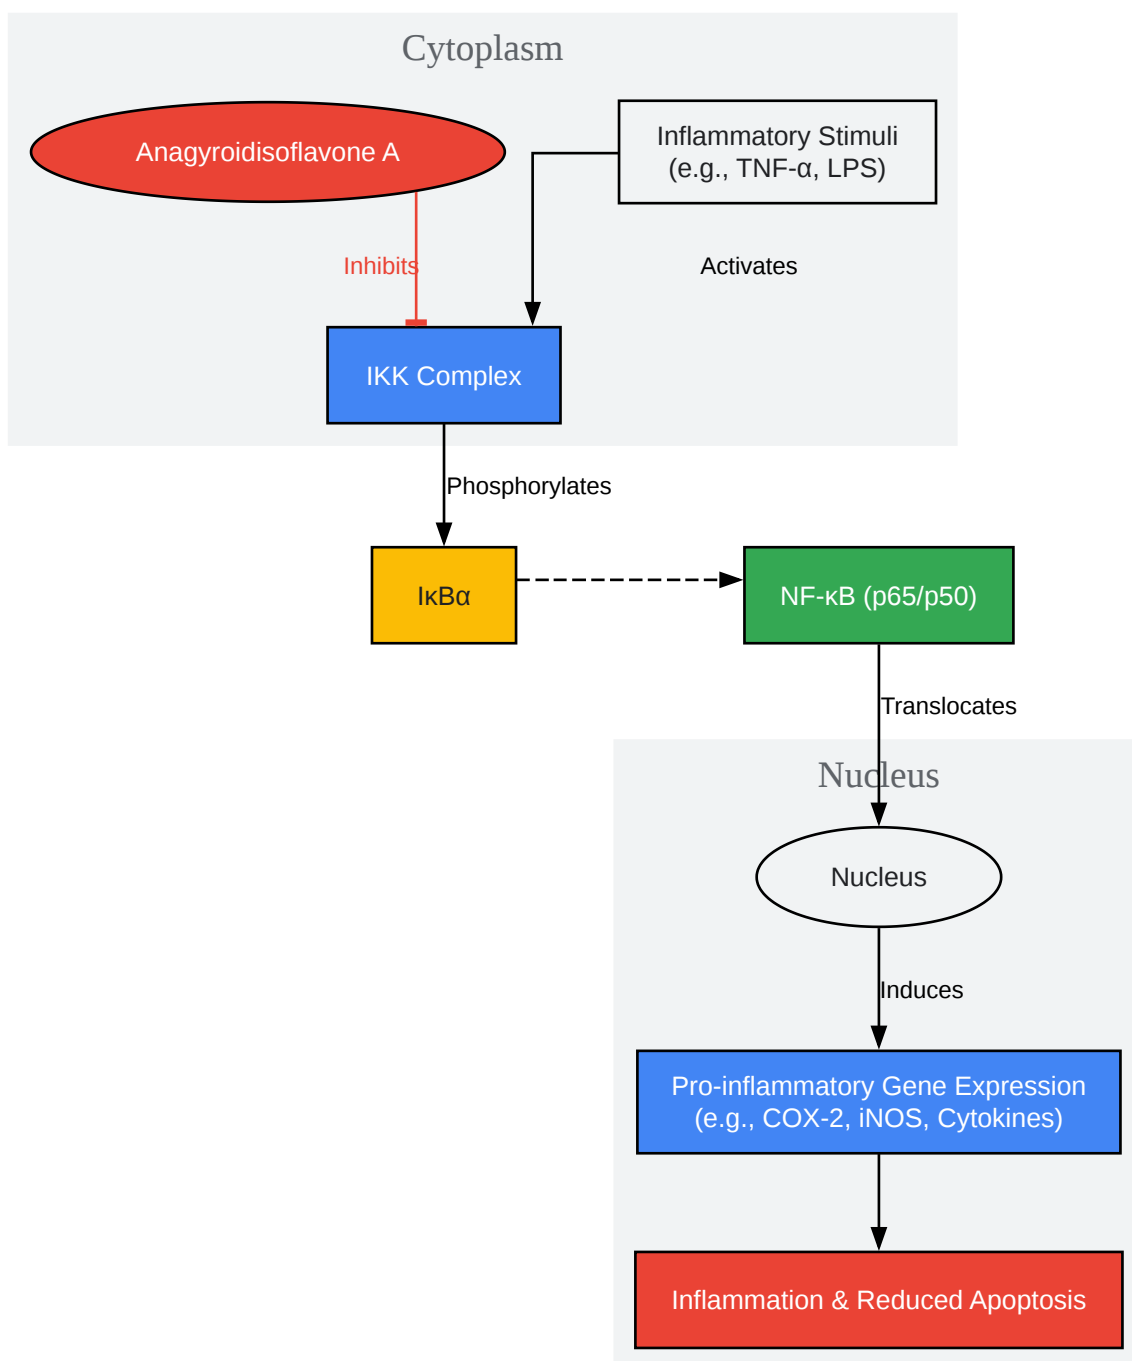 Cytoplasm
Anagyroidisoflavone A
Inflammatory Stimuli
(e.g., TNF-α, LPS)
Inhibits
Activates
IKK Complex
Phosphorylates
IκBα
NF-κB (p65/p50)
Translocates
Nucleus
Nucleus
Induces
Pro-inflammatory Gene Expression
(e.g., COX-2, iNOS, Cytokines)
Inflammation & Reduced Apoptosis